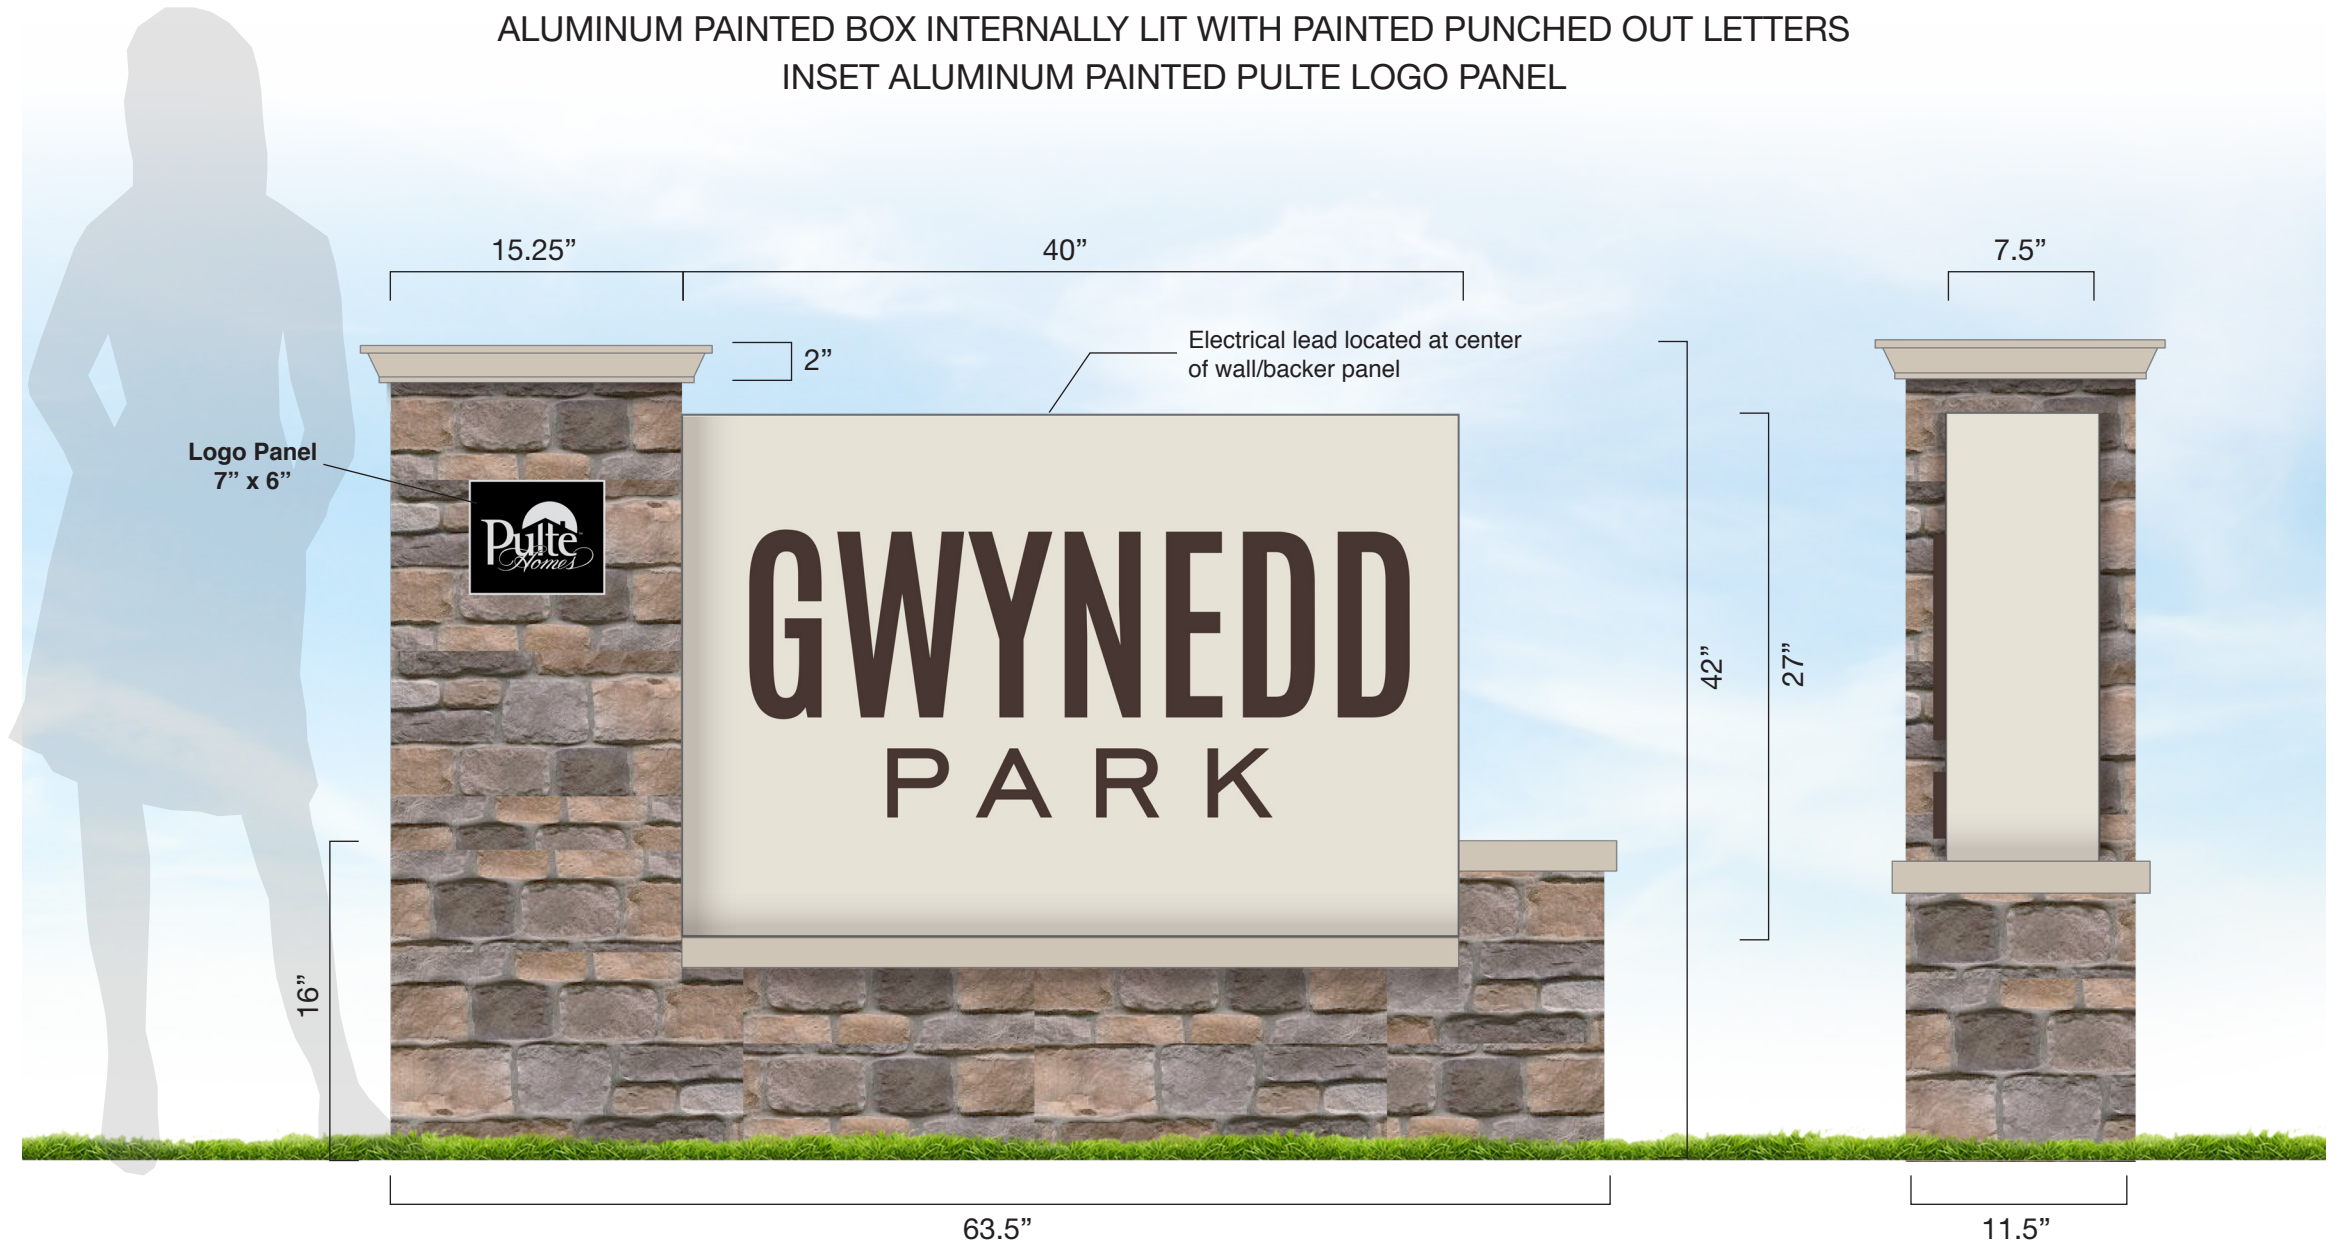 ALUMINUM PAINTED BOX INTERNALLY LIT WITH PAINTED PUNCHED OUT LETTERS
INSET ALUMINUM PAINTED PULTE LOGO PANEL
15.25”
40”
7.5”
2”
Electrical lead located at center
of wall/backer panel
Logo Panel
7” x 6”
Pulte
Homes
GWYNEDD
PARK
42”
27”
16”
63.5”
11.5”